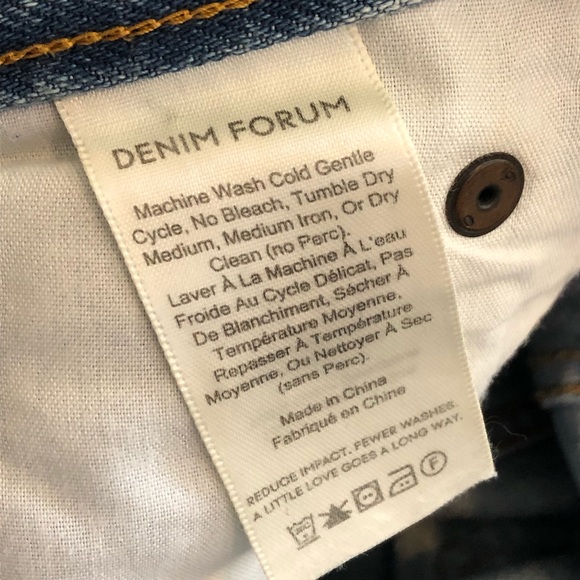 DENIM FORUM
Machine Wash Cold Gentle
Cycle, No Bleach, Tumble Dry
Medium, Medium Iron, Or Dry
Clean (no Perc).
Laver À La Machine À L'eau
Froide Au Cycle Délicat, Pas
De Blanchiment, Sécher À
Température Moyenne.
Repasser À Température
Moyenne, Ou Nettoyer À Sec
(sans Perc).
Made in China
Fabriqué en Chine
REDUCE IMPACT. FEWER WASHES.
A LITTLE LOVE GOES A LONG WAY.
F